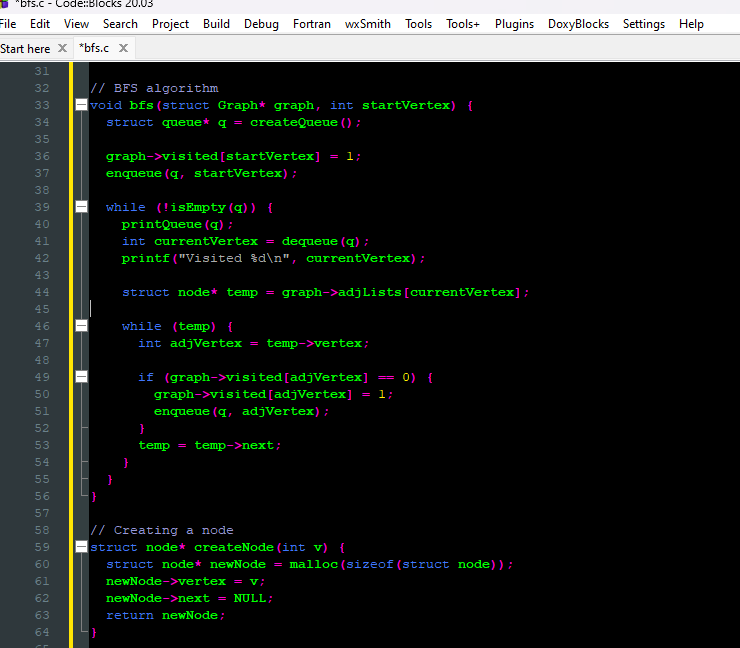 *bfs.c - Code::Blocks 20.03
File Edit View Search Project Build Debug Fortran wxSmith Tools Tools+ Plugins DoxyBlocks Settings Help
Start here *bfs.c
31
32 // BFS algorithm
33 void bfs(struct Graph* graph, int startVertex) {
34 struct queue* q = createQueue();
35
36 graph->visited[startVertex] = 1;
37 enqueue(q, startVertex);
38
39 while (!isEmpty(q)) {
40 printQueue(q);
41 int currentVertex = dequeue(q);
42 printf("Visited %d\n", currentVertex);
43
44 struct node* temp = graph->adjLists[currentVertex];
45
46 while (temp) {
47 int adjVertex = temp->vertex;
48
49 if (graph->visited[adjVertex] == 0) {
50 graph->visited[adjVertex] = 1;
51 enqueue(q, adjVertex);
52 }
53 temp = temp->next;
54 }
55 }
56 }
57
58 // Creating a node
59 struct node* createNode(int v) {
60 struct node* newNode = malloc(sizeof(struct node));
61 newNode->vertex = v;
62 newNode->next = NULL;
63 return newNode;
64 }